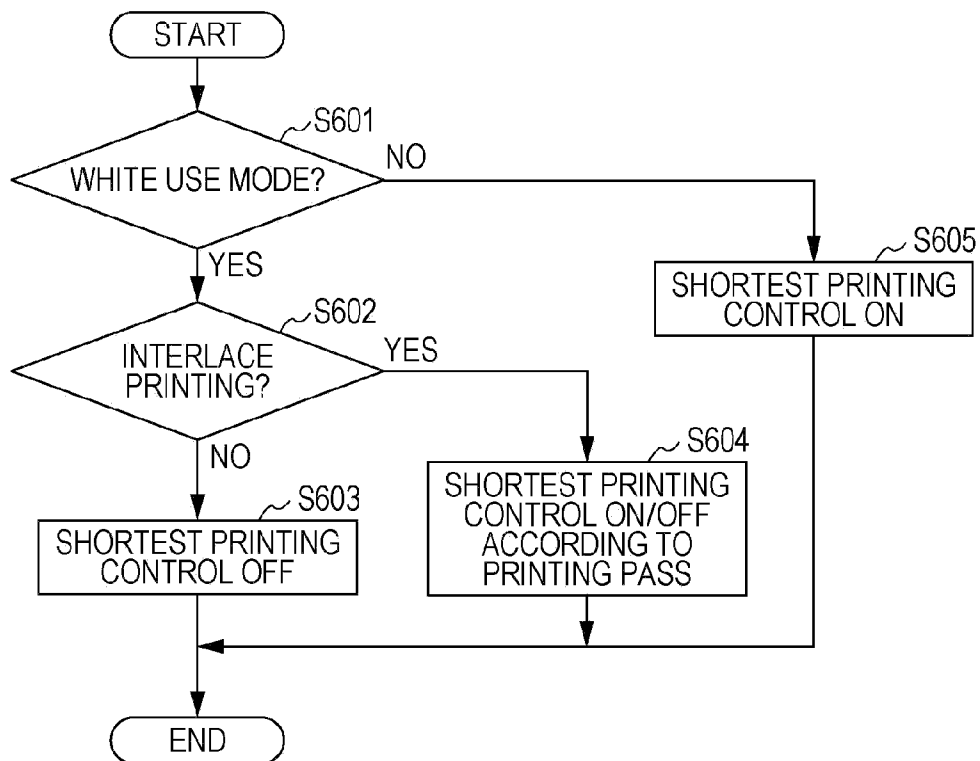 START
S601
WHITE USE MODE?
NO
YES
S605
SHORTEST PRINTING
CONTROL ON
S602
INTERLACE
PRINTING?
YES
NO
S604
SHORTEST PRINTING
CONTROL ON/OFF
ACCORDING TO
PRINTING PASS
S603
SHORTEST PRINTING
CONTROL OFF
END